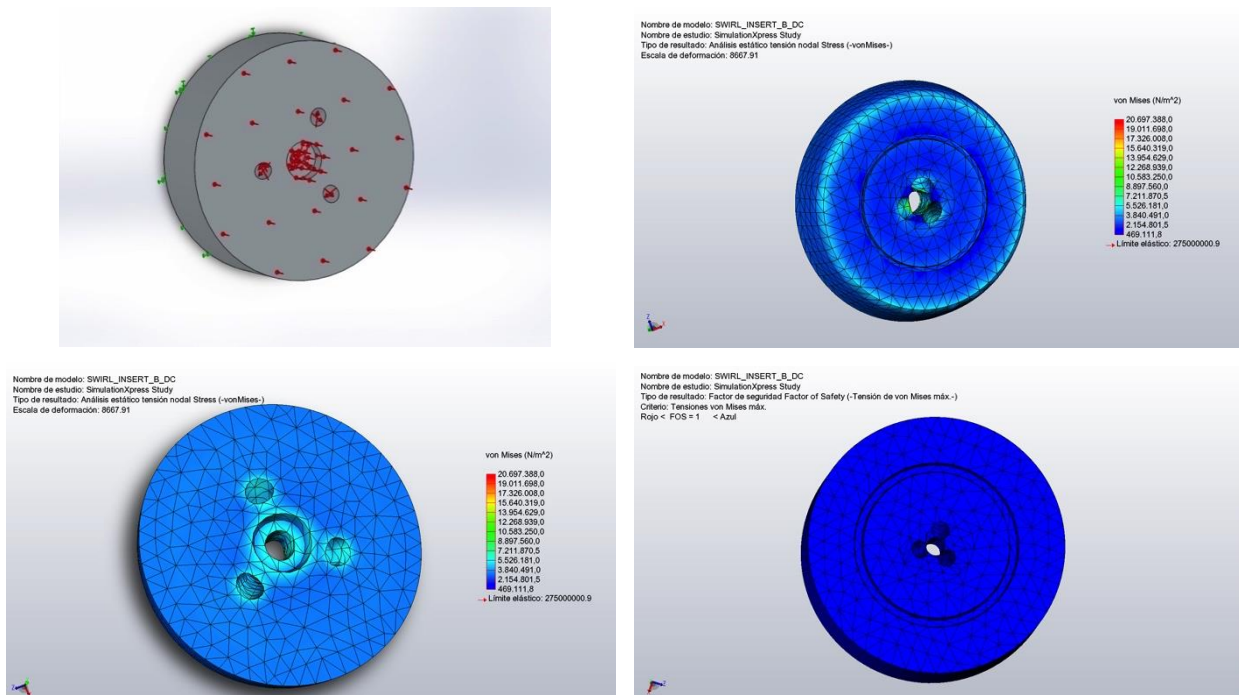 Nombre de modelo: SWIRL_INSERT_B_DC
Nombre de estudio: SimulationXpress Study
Tipo de resultado: Análisis estático tensión nodal Stress (-vonMises-)
Escala de deformación: 8667.91
von Mises (N/m^2)
20.697.388,0
19.011.698,0
17.326.008,0
15.640.319,0
13.954.629,0
12.268.939,0
10.583.250,0
8.897.560,0
7.211.870,5
5.526.181,0
3.840.491,0
2.154.801,5
469.111,8
Límite elástico: 275000000.9
Z
X
Nombre de modelo: SWIRL_INSERT_B_DC
Nombre de estudio: SimulationXpress Study
Tipo de resultado: Análisis estático tensión nodal Stress (-vonMises-)
Escala de deformación: 8667.91
von Mises (N/m^2)
20.697.388,0
19.011.698,0
17.326.008,0
15.640.319,0
13.954.629,0
12.268.939,0
10.583.250,0
8.897.560,0
7.211.870,5
5.526.181,0
3.840.491,0
2.154.801,5
469.111,8
Límite elástico: 275000000.9
Z
Nombre de modelo: SWIRL_INSERT_B_DC
Nombre de estudio: SimulationXpress Study
Tipo de resultado: Factor de seguridad Factor of Safety (-Tensión de von Mises máx.-)
Criterio: Tensiones von Mises máx.
Rojo < FOS = 1 < Azul
Z